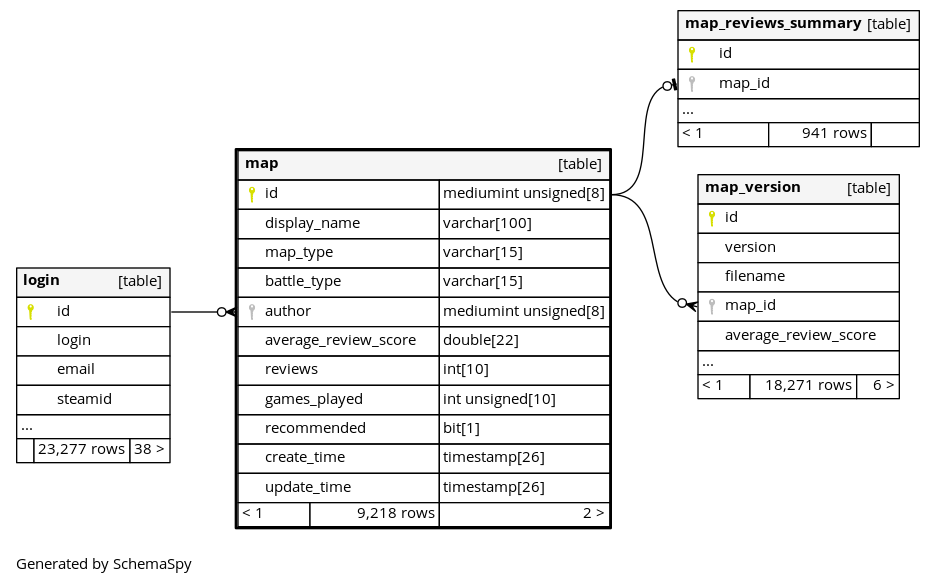 map_reviews_summary [table]
id
map_id
...
< 1 941 rows
map [table]
id mediumint unsigned[8]
display_name varchar[100]
map_type varchar[15]
battle_type varchar[15]
author mediumint unsigned[8]
average_review_score double[22]
reviews int[10]
games_played int unsigned[10]
recommended bit[1]
create_time timestamp[26]
update_time timestamp[26]
< 1 9,218 rows 2 >
map_version [table]
id
version
filename
map_id
average_review_score
...
< 1 18,271 rows 6 >
login [table]
id
login
email
steamid
...
23,277 rows 38 >
Generated by SchemaSpy